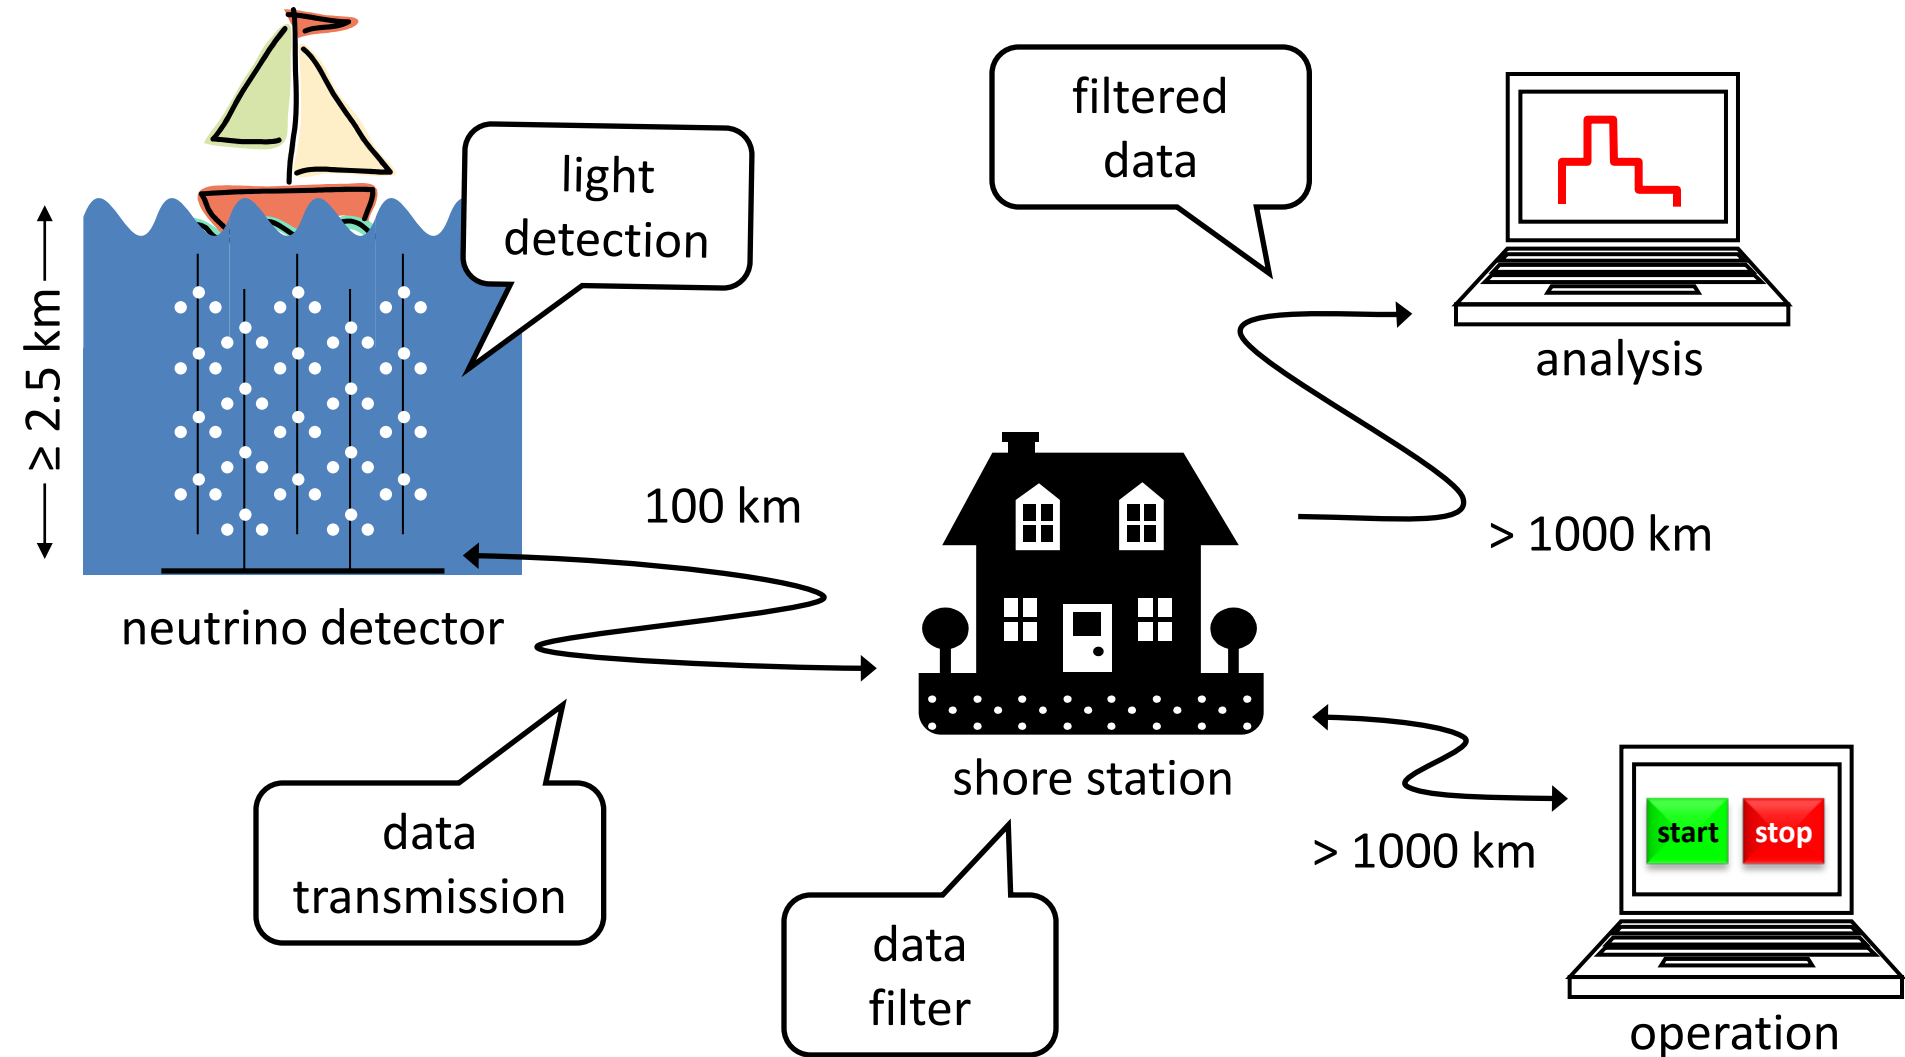 light
detection
≥ 2.5 km
neutrino detector
100 km
data
transmission
shore station
data
filter
filtered
data
analysis
> 1000 km
> 1000 km
start
stop
operation